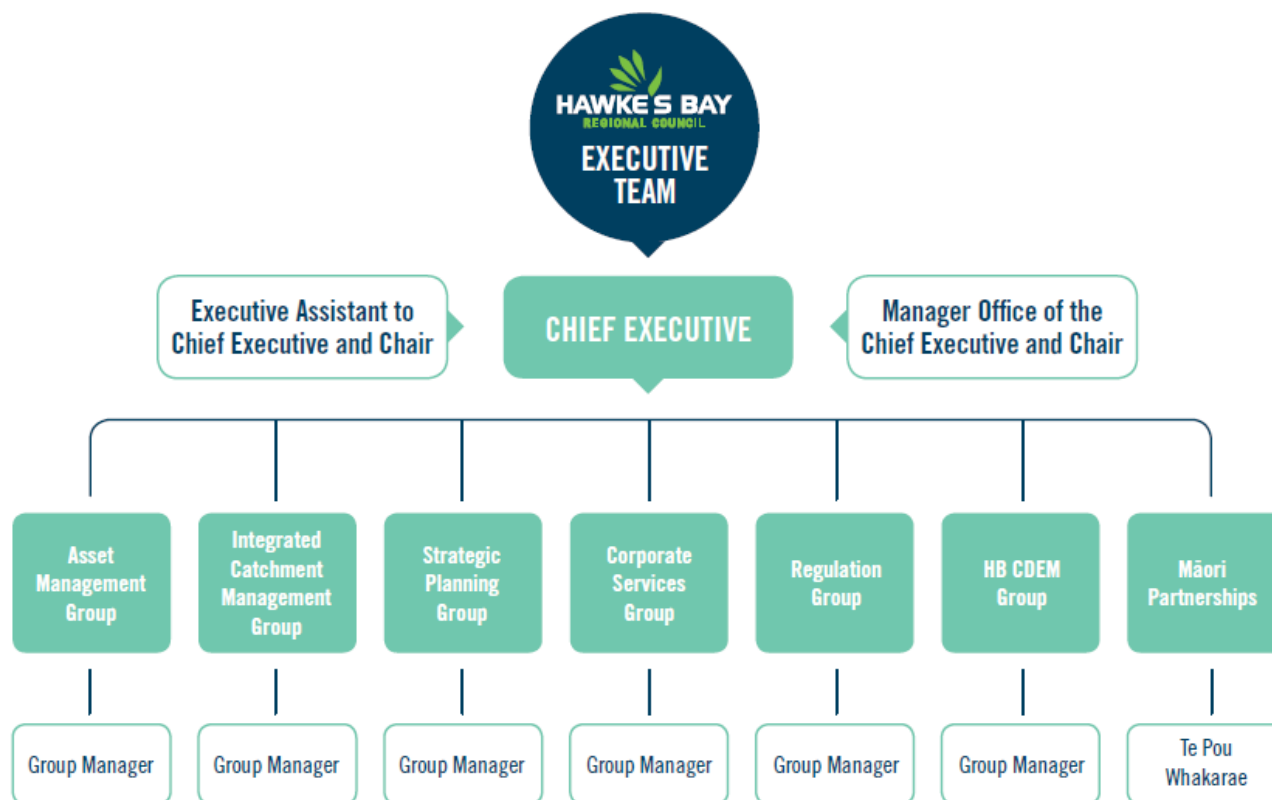 HAWKE'S BAY
REGIONAL COUNCIL
EXECUTIVE
TEAM
Executive Assistant to
Chief Executive and Chair
CHIEF EXECUTIVE
Manager Office of the
Chief Executive and Chair
Asset
Management
Group
Integrated
Catchment
Management
Group
Strategic
Planning
Group
Corporate
Services
Group
Regulation
Group
HB CDEM
Group
Māori
Partnerships
Group Manager
Group Manager
Group Manager
Group Manager
Group Manager
Group Manager
Te Pou
Whakarae